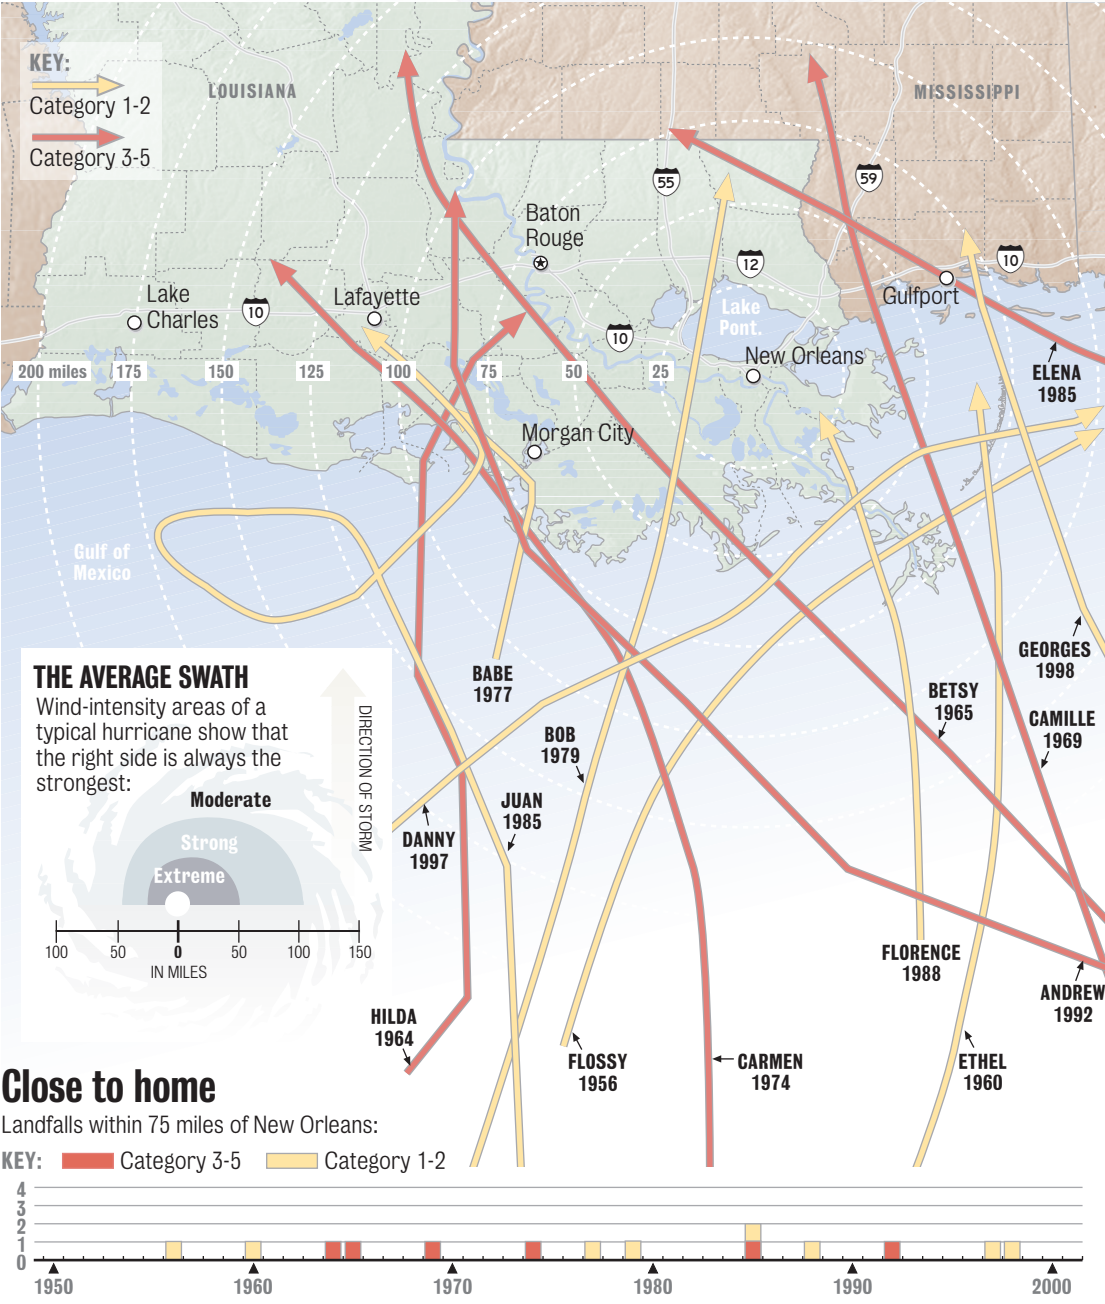 KEY:
Category 1-2
Category 3-5
LOUISIANA
MISSISSIPPI
55
59
Baton
Rouge
12
10
Lake
Charles
10
Lafayette
Gulfport
Lake
Pont.
10
New Orleans
200 miles
175
150
125
100
75
50
25
ELENA
1985
Morgan City
Gulf of
Mexico
GEORGES
1998
BABE
1977
BETSY
1965
CAMILLE
1969
BOB
1979
JUAN
1985
DANNY
1997
THE AVERAGE SWATH
Wind-intensity areas of a
typical hurricane show that
the right side is always the
strongest:
DIRECTION OF STORM
Moderate
Strong
Extreme
100 50 0 50 100 150
IN MILES
FLORENCE
1988
ANDREW
1992
HILDA
1964
FLOSSY
1956
CARMEN
1974
ETHEL
1960
Close to home
Landfalls within 75 miles of New Orleans:
KEY: Category 3-5 Category 1-2
4
3
2
1
0
1950 1960 1970 1980 1990 2000